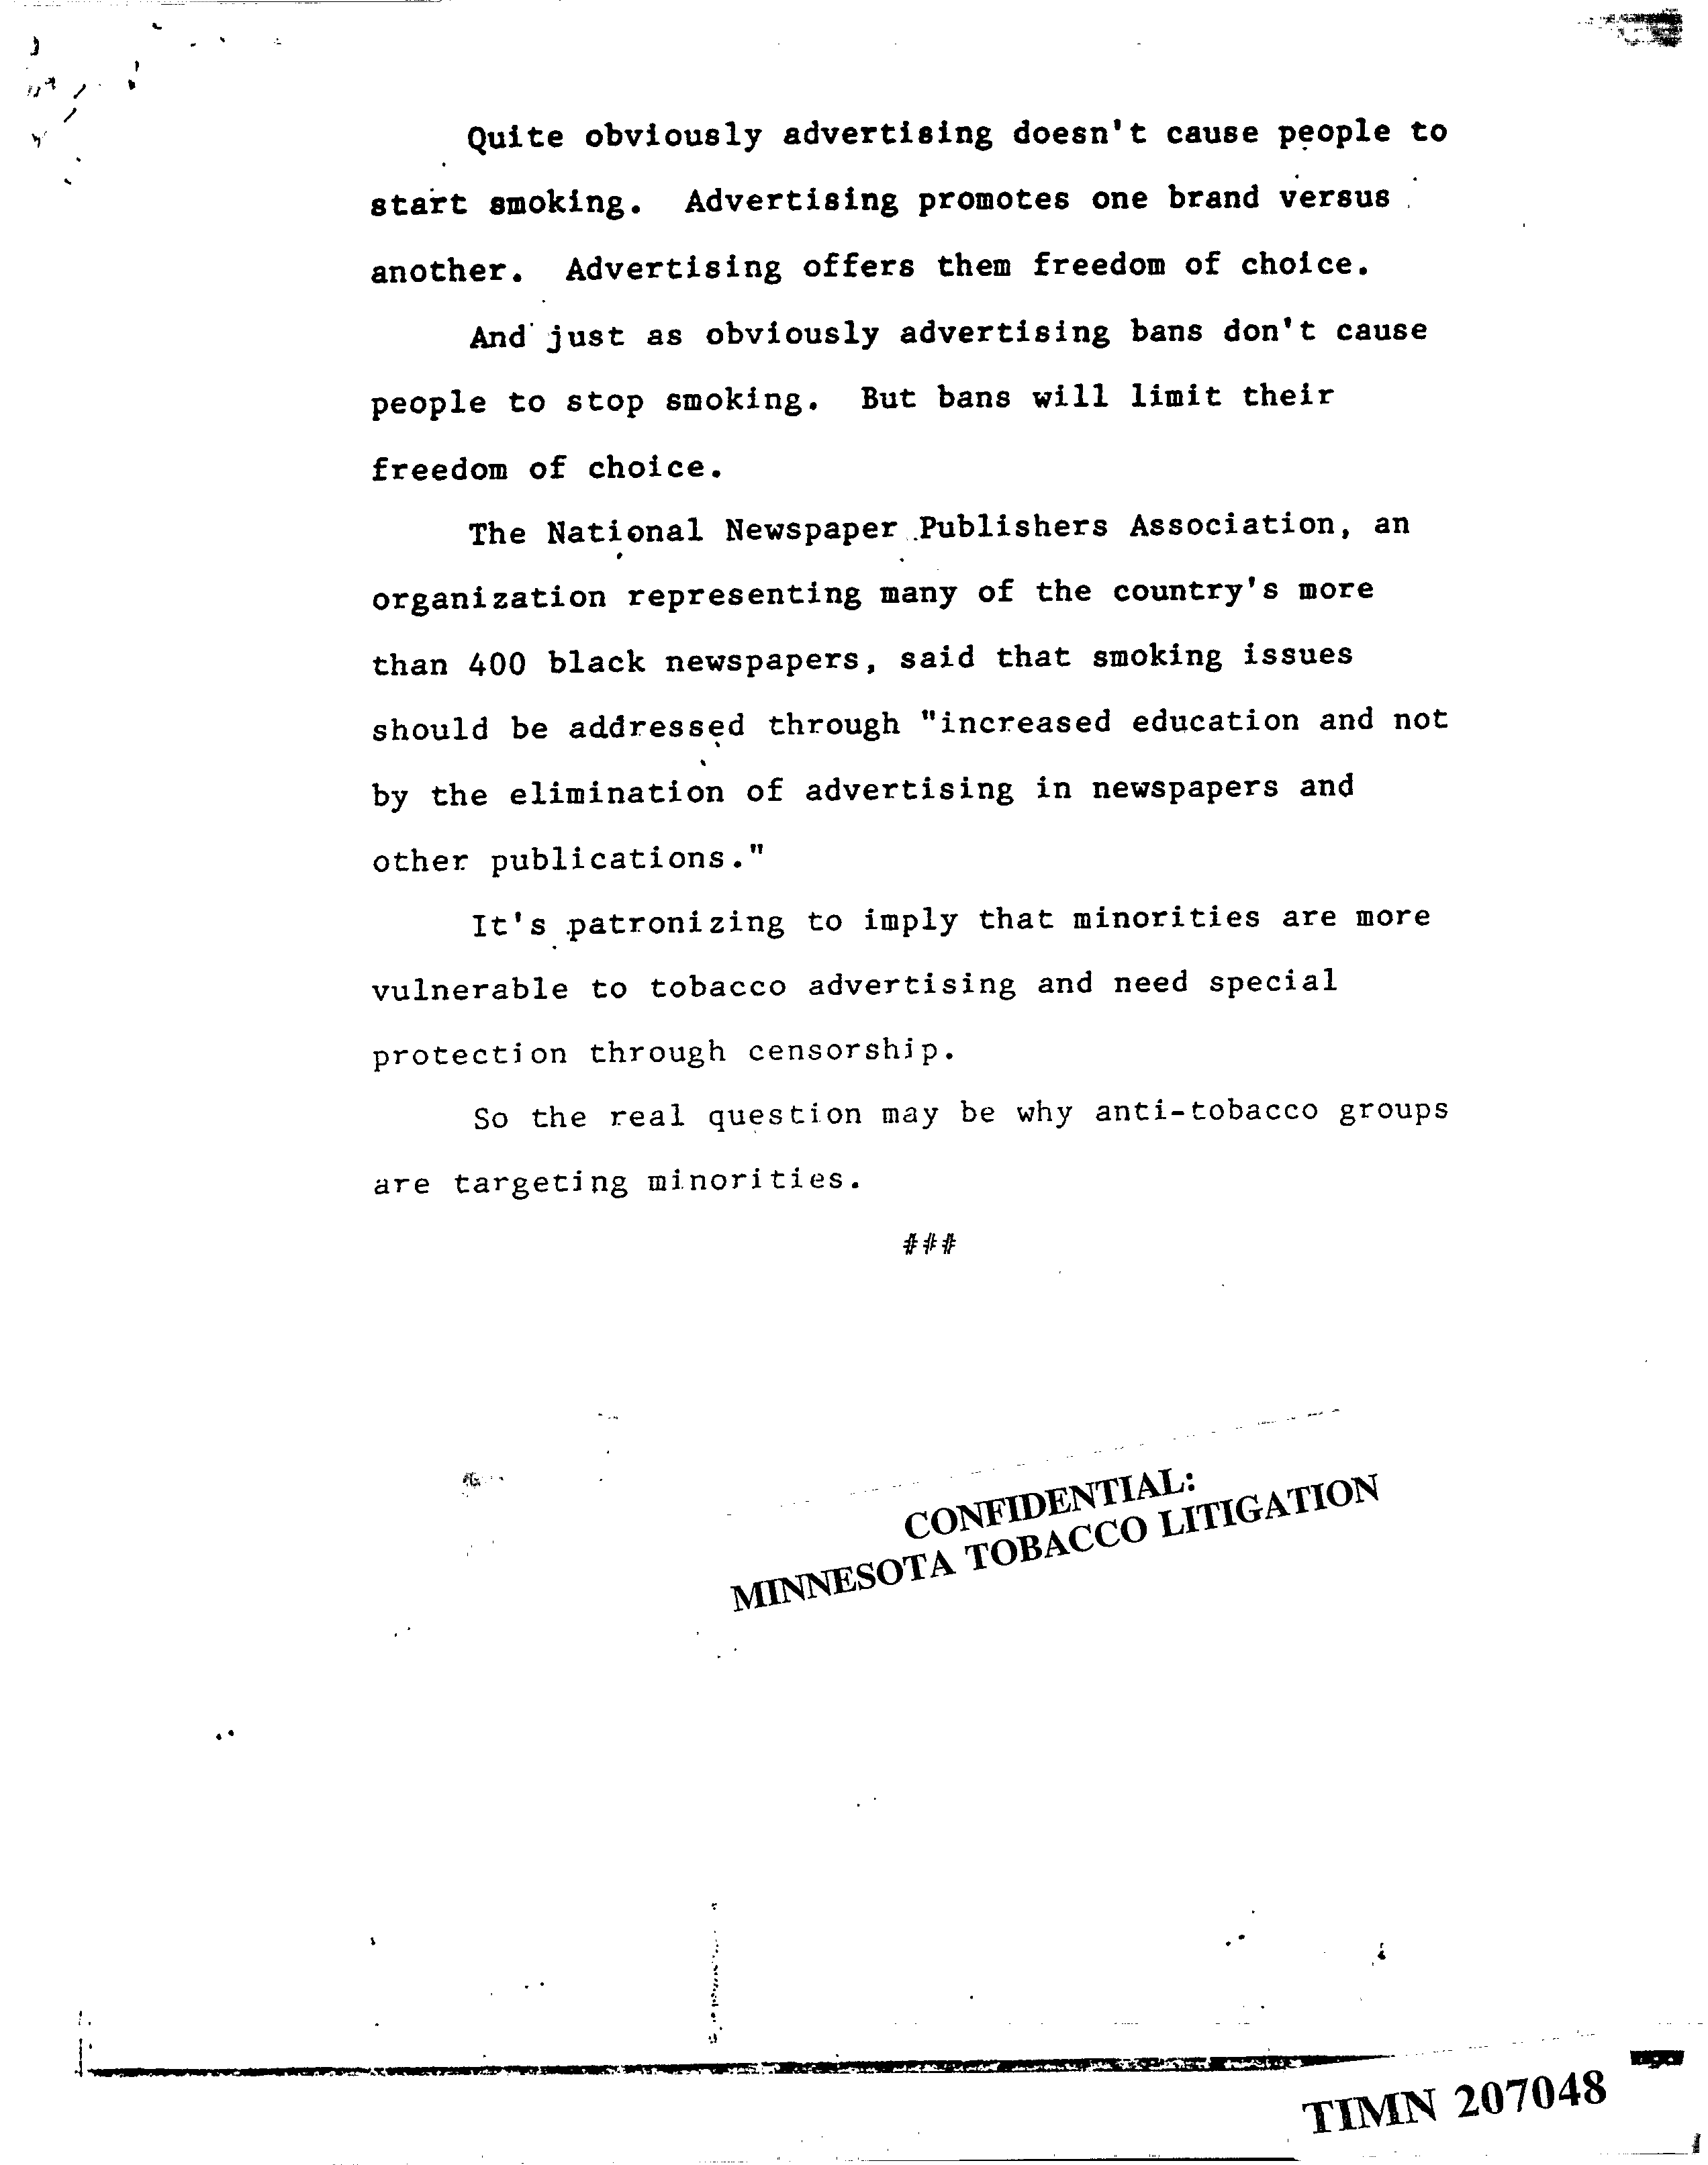 Quite obviously advertising doesn't cause people to
start smoking. Advertising promotes one brand versus
another. Advertising offers them freedom of choice.
And just as obviously advertising bans don't cause
people to stop smoking. But bans will limit their
freedom of choice.
The National Newspaper Publishers Association, an
organization representing many of the country's more
than 400 black newspapers, said that smoking issues
should be addressed through "increased education and not
by the elimination of advertising in newspapers and
other publications."
It's patronizing to imply that minorities are more
vulnerable to tobacco advertising and need special
protection through censorship.
So the real question may be why anti-tobacco groups
are targeting minorities.
###
CONFIDENTIAL:
MINNESOTA TOBACCO LITIGATION
TIMN 207048